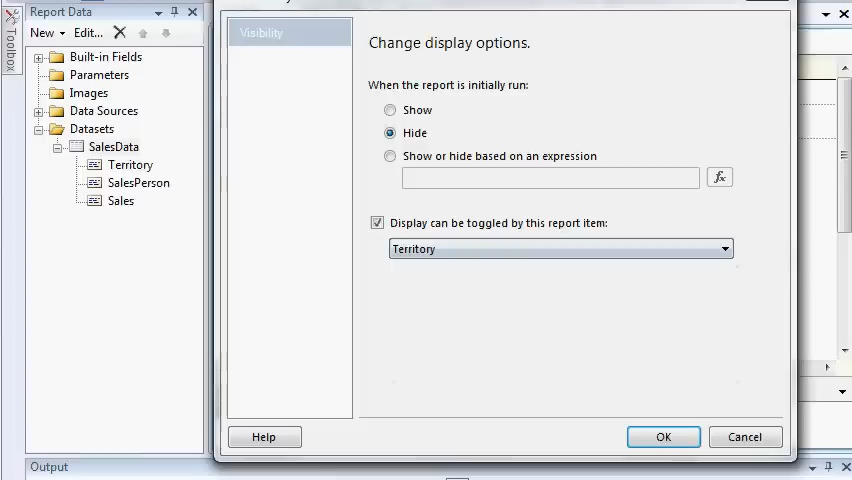 Report Data
Toolbox
New
Edit...
Built-in Fields
Parameters
Images
Data Sources
Datasets
SalesData
Territory
SalesPerson
Sales
Visibility
Change display options.
When the report is initially run:
Show
Hide
Show or hide based on an expression
fx
Display can be toggled by this report item:
Territory
Help
OK
Cancel
Output